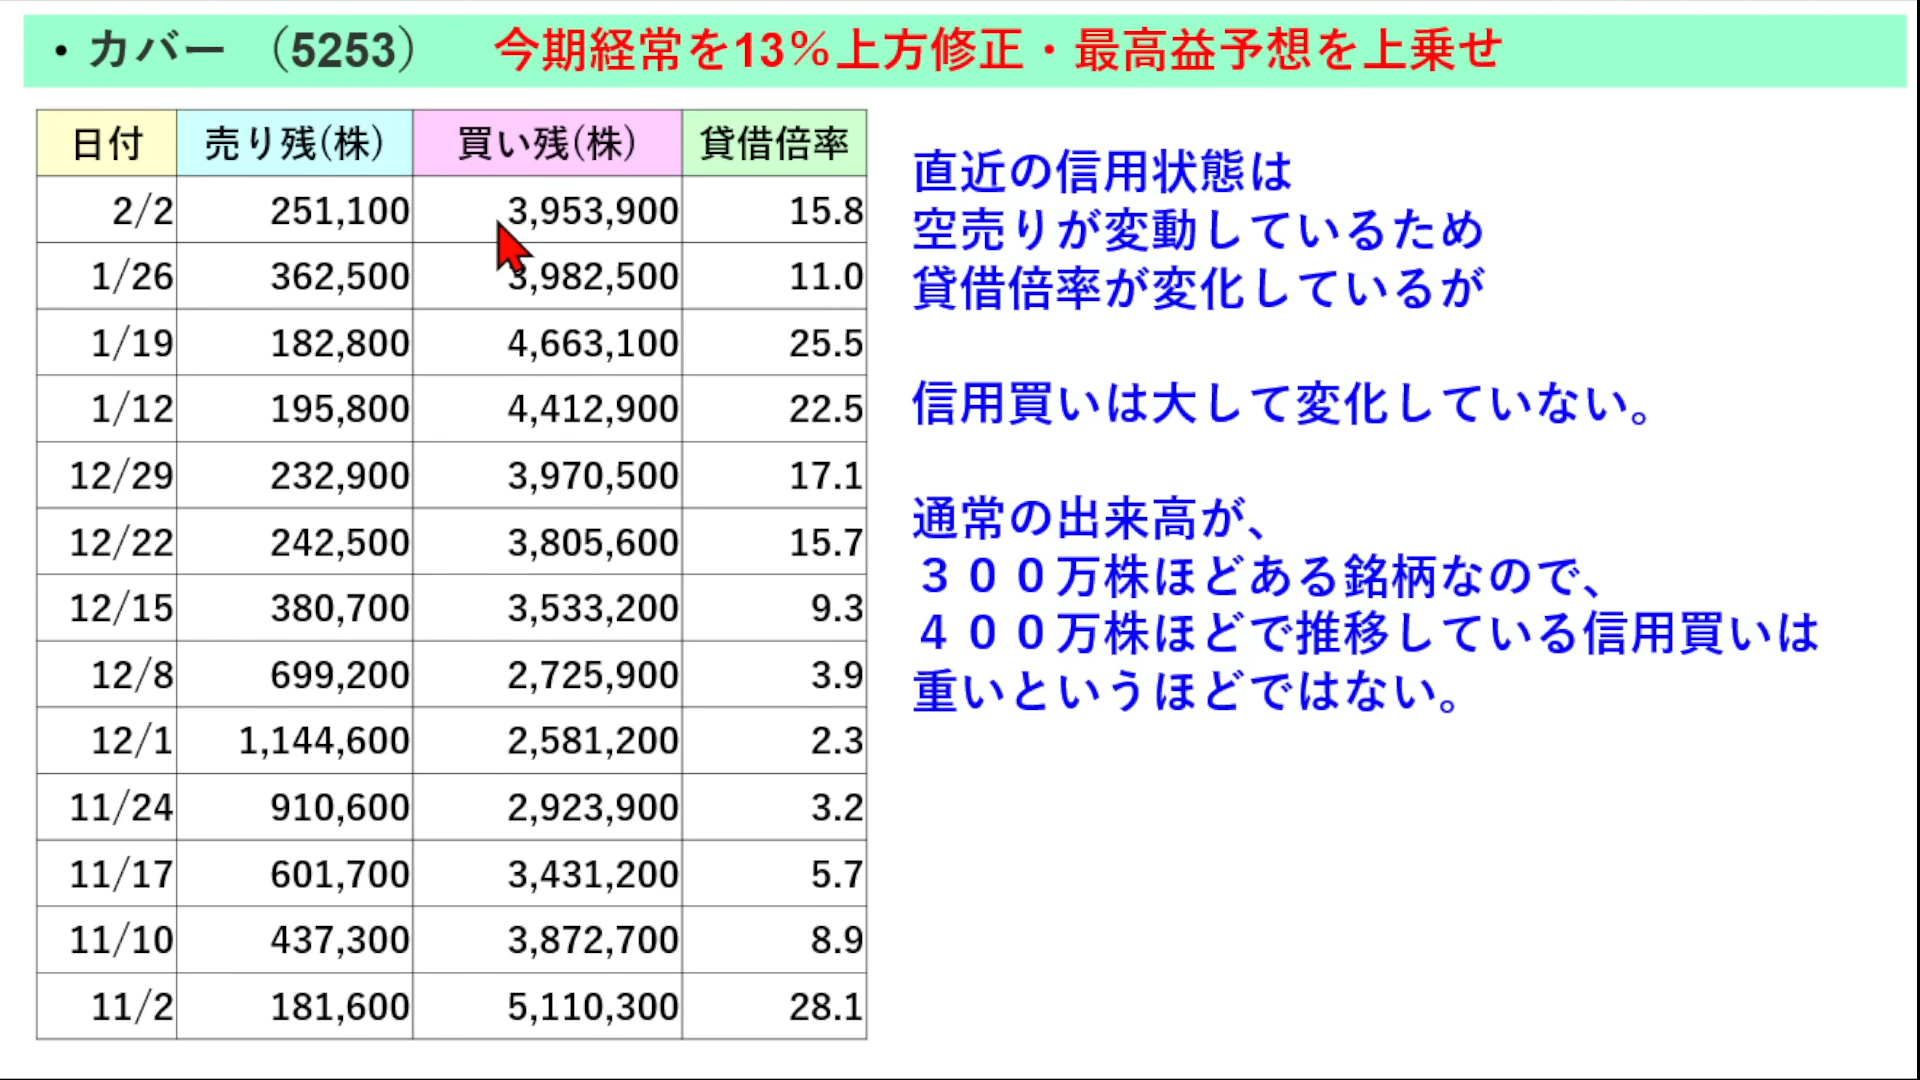 ・カバー （5253） 今期経常を13％上方修正・最高益予想を上乗せ
日付 売り残(株) 買い残(株) 貸借倍率
2/2 251,100 3,953,900 15.8
1/26 362,500 3,982,500 11.0
1/19 182,800 4,663,100 25.5
1/12 195,800 4,412,900 22.5
12/29 232,900 3,970,500 17.1
12/22 242,500 3,805,600 15.7
12/15 380,700 3,533,200 9.3
12/8 699,200 2,725,900 3.9
12/1 1,144,600 2,581,200 2.3
11/24 910,600 2,923,900 3.2
11/17 601,700 3,431,200 5.7
11/10 437,300 3,872,700 8.9
11/2 181,600 5,110,300 28.1
直近の信用状態は
空売りが変動しているため
貸借倍率が変化しているが
信用買いは大して変化していない。
通常の出来高が、
３００万株ほどある銘柄なので、
４００万株ほどで推移している信用買いは
重いというほどではない。